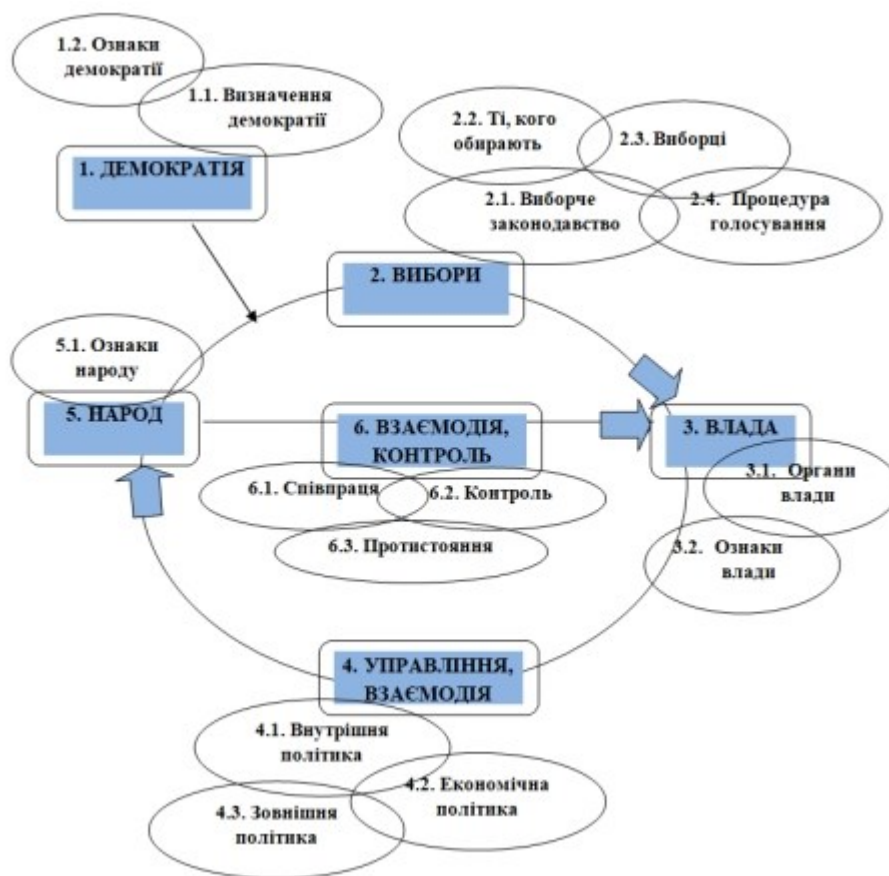 1.2. Ознаки
демократії
1.1. Визначення
демократії
1. ДЕМОКРАТІЯ
2.2. Ті, кого
обирають
2.3. Виборці
2.1. Виборче
законодавство
2.4. Процедура
голосування
2. ВИБОРИ
5.1. Ознаки
народу
5. НАРОД
6. ВЗАЄМОДІЯ,
КОНТРОЛЬ
3. ВЛАДА
3.1. Органи
влади
6.1. Співпраця
6.2. Контроль
6.3. Протистояння
3.2. Ознаки
влади
4. УПРАВЛІННЯ,
ВЗАЄМОДІЯ
4.1. Внутрішня
політика
4.2. Економічна
політика
4.3. Зовнішня
політика